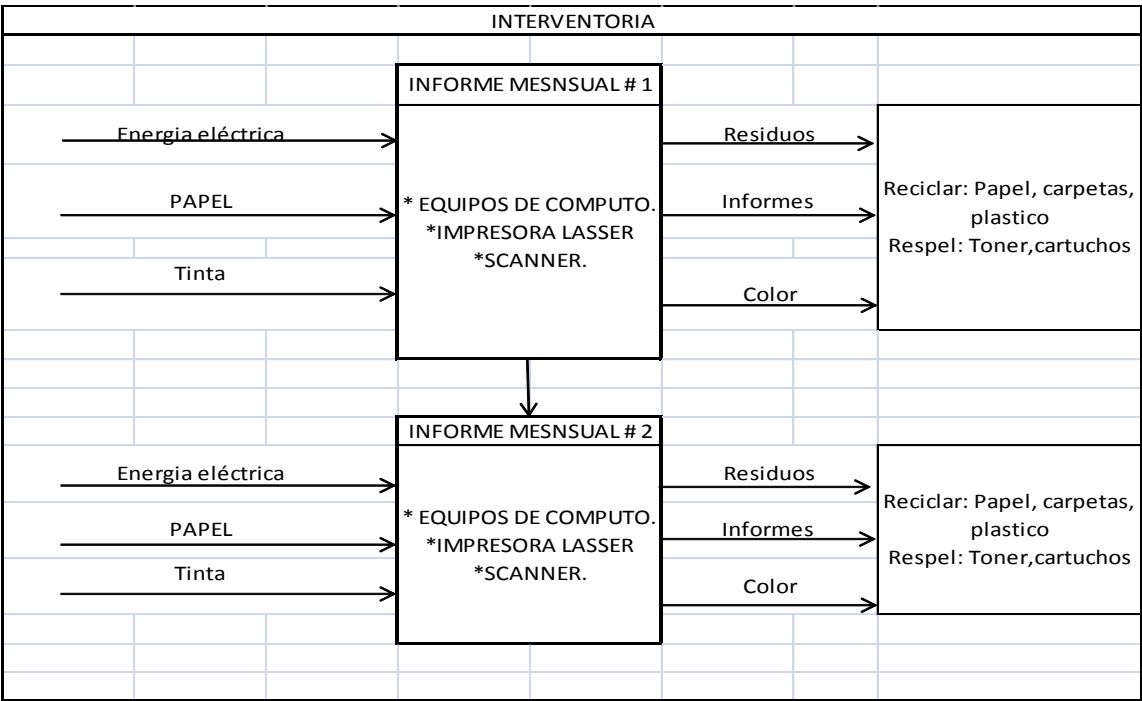 INTERVENTORIA
INFORME MESNSUAL # 1
Energia eléctrica
PAPEL
Tinta
* EQUIPOS DE COMPUTO.
*IMPRESORA LASSER
*SCANNER.
Residuos
Informes
Color
Reciclar: Papel, carpetas,
plastico
Respel: Toner,cartuchos
INFORME MESNSUAL # 2
Energia eléctrica
PAPEL
Tinta
* EQUIPOS DE COMPUTO.
*IMPRESORA LASSER
*SCANNER.
Residuos
Informes
Color
Reciclar: Papel, carpetas,
plastico
Respel: Toner,cartuchos